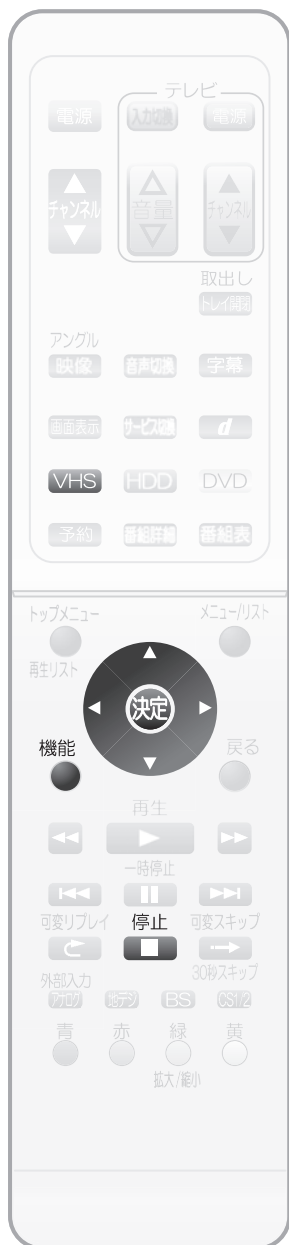 テレビ
電源 入力切換 電源
チャンネル 音量 チャンネル
取出し
トレイ開閉
アングル
映像 音声切換 字幕
画面表示 サービス切換 d
VHS HDD DVD
予約 番組詳細 番組表
トップメニュー メニュー/リスト
再生リスト
決定
機能 戻る
再生
一時停止
可変リプレイ 停止 可変スキップ
30秒スキップ
外部入力
アナログ 地デジ BS CS1/2
青 赤 緑 黄
拡大/縮小